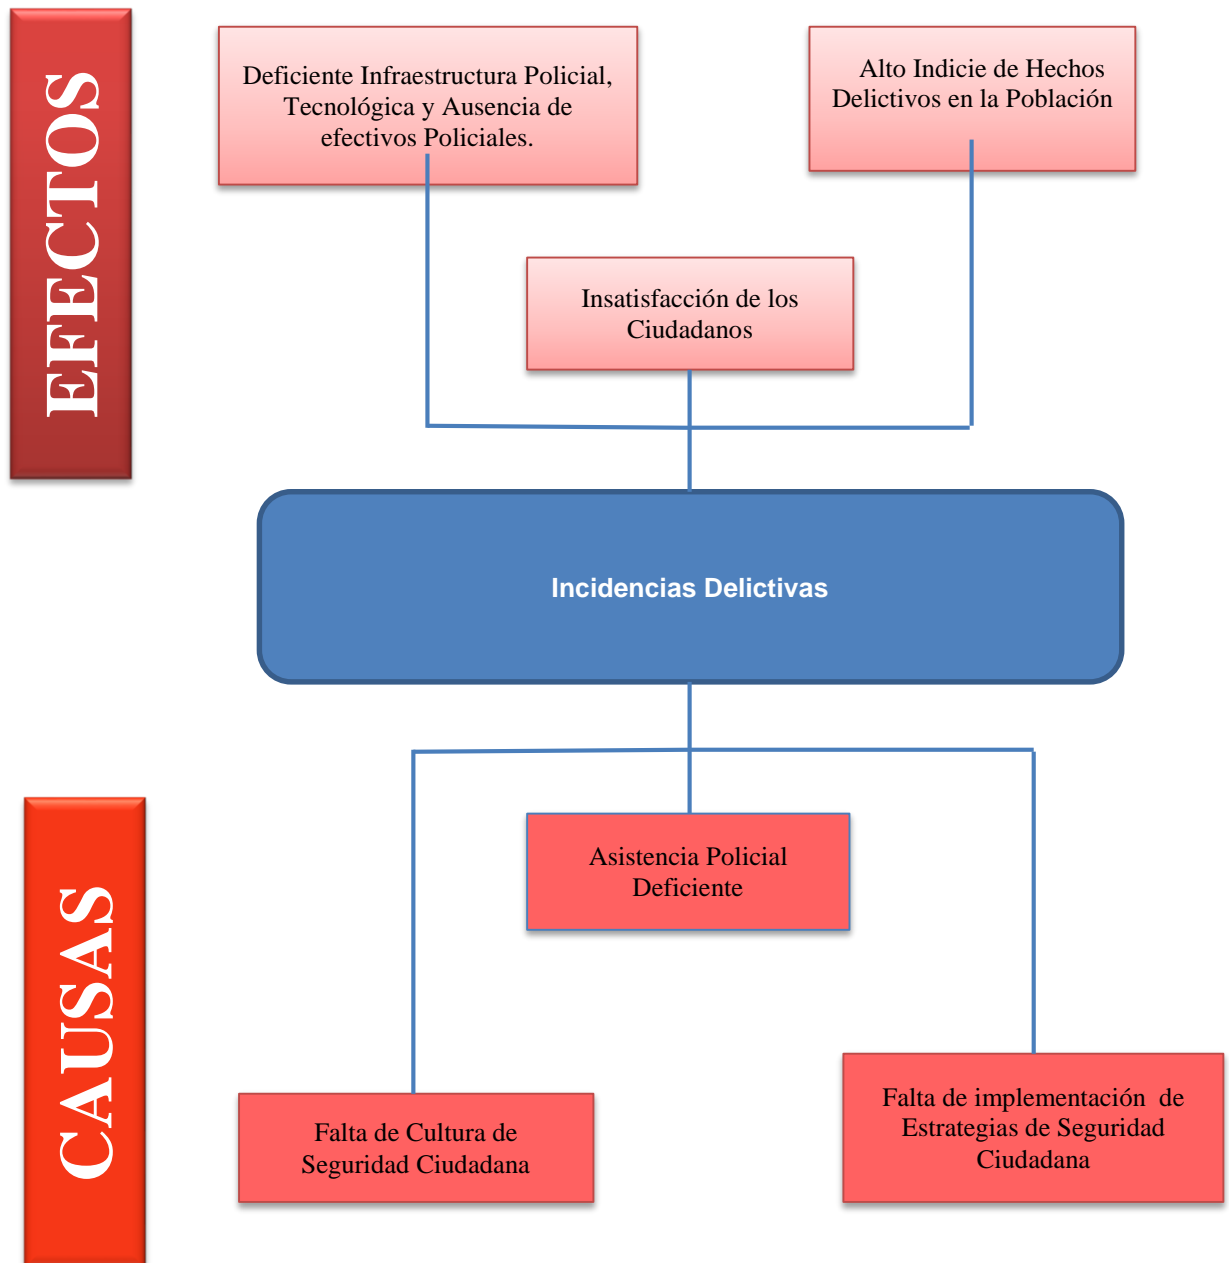 EFECTOS
Deficiente Infraestructura Policial,
Tecnológica y Ausencia de
efectivos Policiales.
Alto Indicie de Hechos
Delictivos en la Población
Insatisfacción de los
Ciudadanos
Incidencias Delictivas
CAUSAS
Asistencia Policial
Deficiente
Falta de Cultura de
Seguridad Ciudadana
Falta de implementación  de
Estrategias de Seguridad
Ciudadana